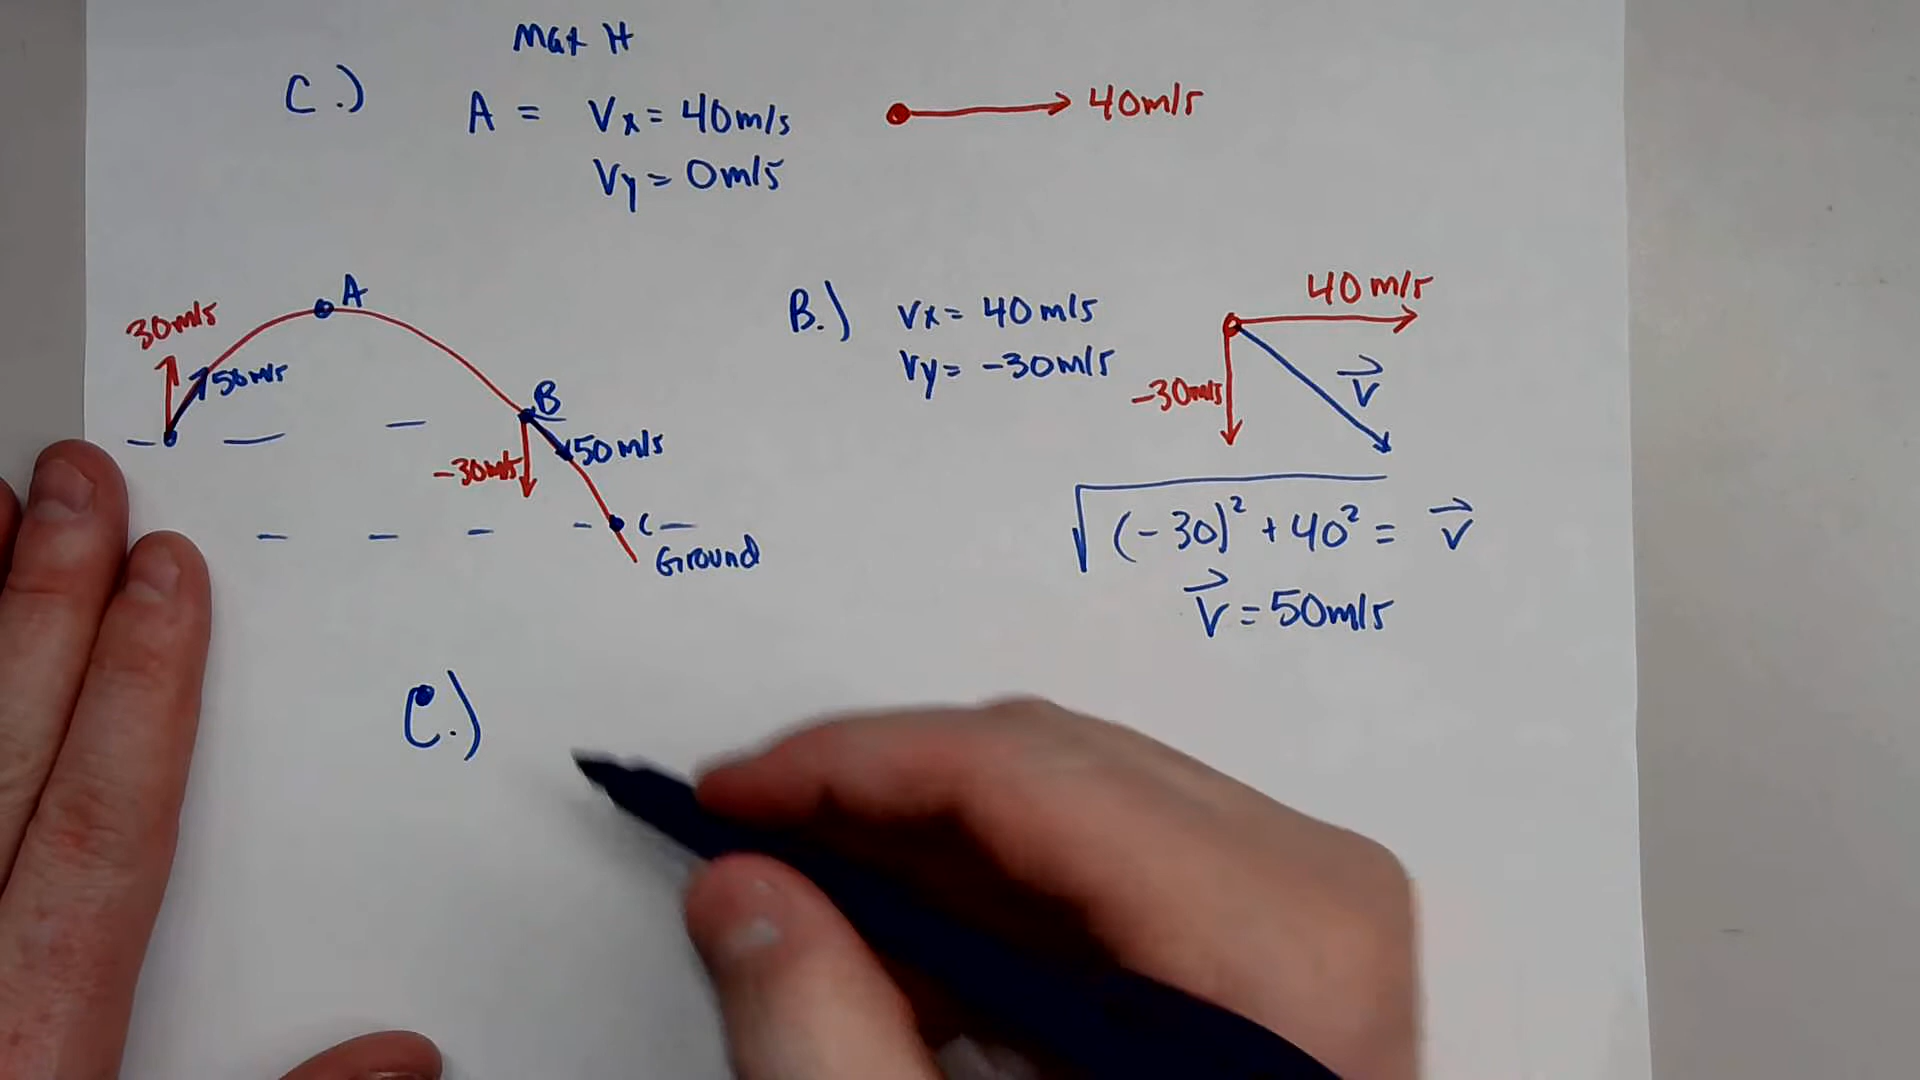 Max H
C.) A = Vx = 40m/s 40m/s
Vy = 0m/s
A
30m/s
50m/s
B
-30m/s
50m/s
C
Ground
B.) Vx = 40m/s
Vy = -30m/s
40m/s
-30m/s
v⃗
√((-30)² + 40²) = v⃗
v⃗ = 50m/s
C.)